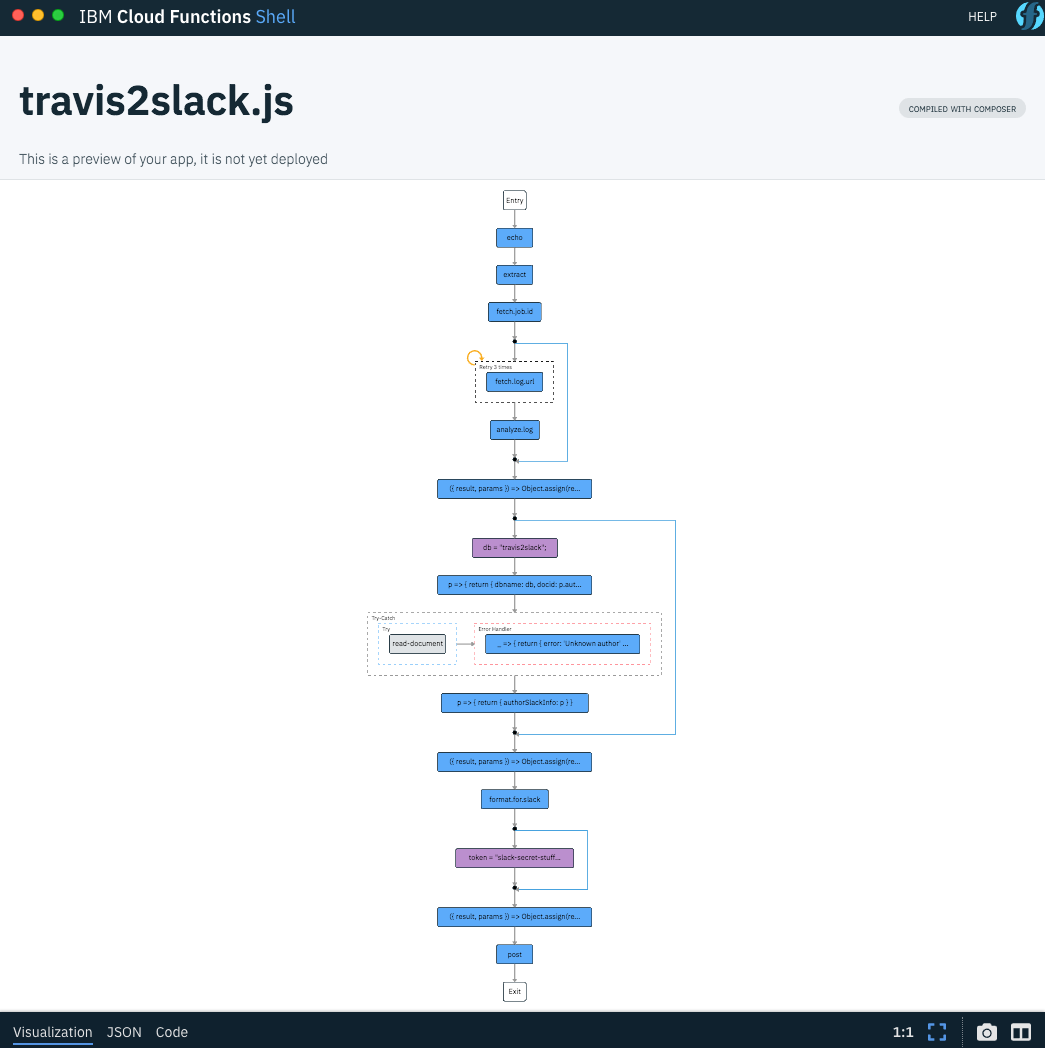 IBM Cloud Functions Shell
HELP
travis2slack.js
COMPILED WITH COMPOSER
This is a preview of your app, it is not yet deployed
Entry
echo
extract
fetch.job.id
Retry 3 times
fetch.log.url
analyze.log
({ result, params }) => Object.assign(re...
db = "travis2slack";
p => { return { dbname: db, docid: p.aut...
Try-Catch
Try
Error Handler
read-document
_ => { return { error: 'Unknown author' ...
p => { return { authorSlackInfo: p } }
({ result, params }) => Object.assign(re...
format.for.slack
token = "slack-secret-stuff...
({ result, params }) => Object.assign(re...
post
Exit
Visualization JSON Code
1:1